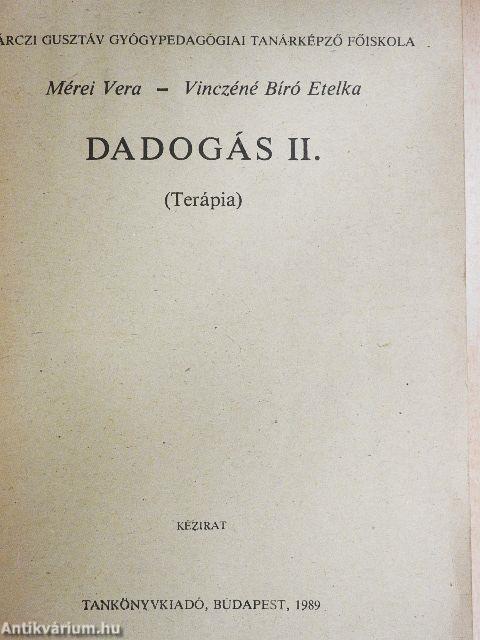 ÁRCZI GUSZTÁV GYÓGYPEDAGÓGIAI TANÁRKÉPZŐ FŐISKOLA
Mérei Vera – Vinczéné Bíró Etelka
DADOGÁS II.
(Terápia)
KÉZIRAT
TANKÖNYVKIADÓ, BUDAPEST, 1989
Antikvárium.hu